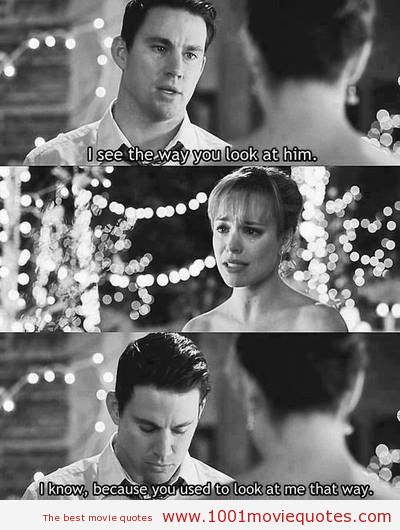 I see the way you look at him.
I know, because you used to look at me that way.
The best movie quotes www.1001moviequotes.com